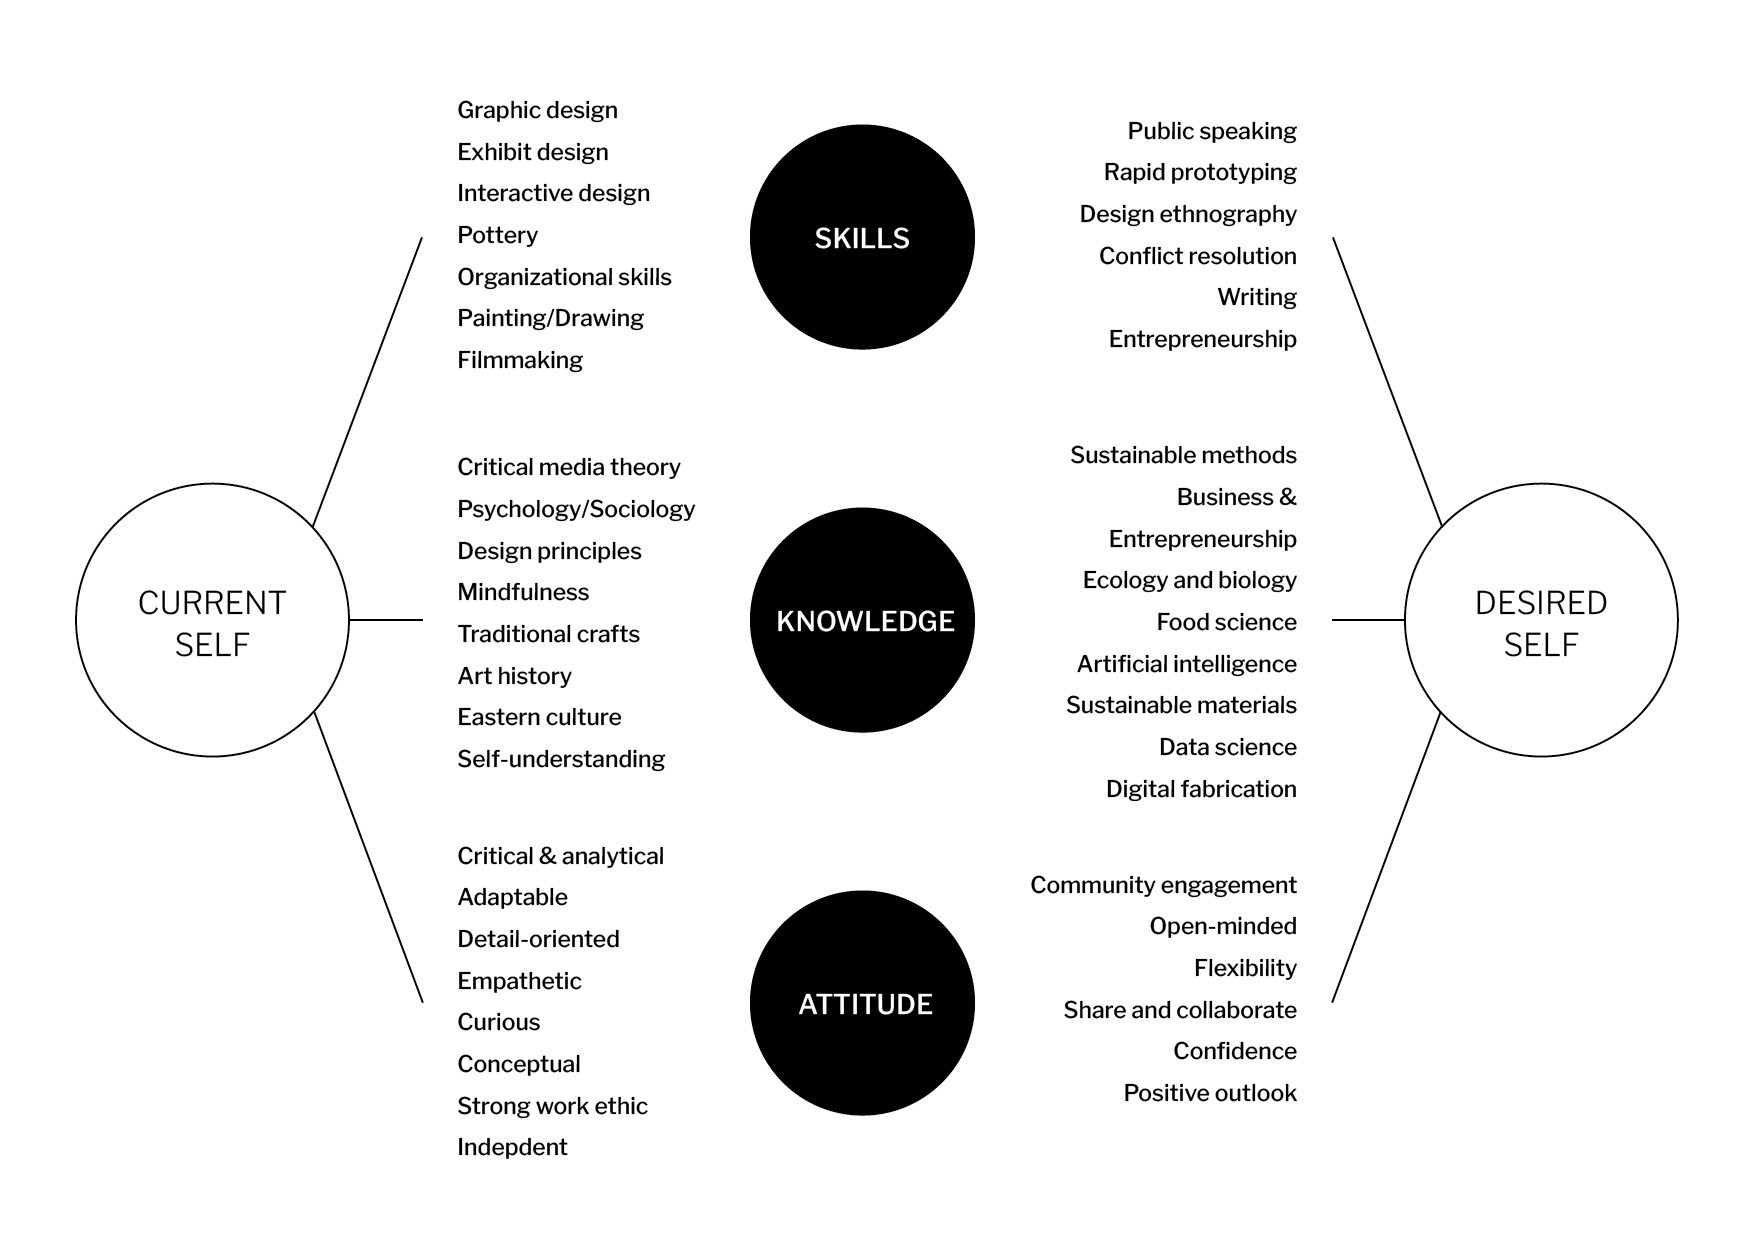 CURRENT
SELF
Graphic design
Exhibit design
Interactive design
Pottery
Organizational skills
Painting/Drawing
Filmmaking
Critical media theory
Psychology/Sociology
Design principles
Mindfulness
Traditional crafts
Art history
Eastern culture
Self-understanding
Critical & analytical
Adaptable
Detail-oriented
Empathetic
Curious
Conceptual
Strong work ethic
Indepdent
SKILLS
KNOWLEDGE
ATTITUDE
Public speaking
Rapid prototyping
Design ethnography
Conflict resolution
Writing
Entrepreneurship
Sustainable methods
Business &
Entrepreneurship
Ecology and biology
Food science
Artificial intelligence
Sustainable materials
Data science
Digital fabrication
Community engagement
Open-minded
Flexibility
Share and collaborate
Confidence
Positive outlook
DESIRED
SELF